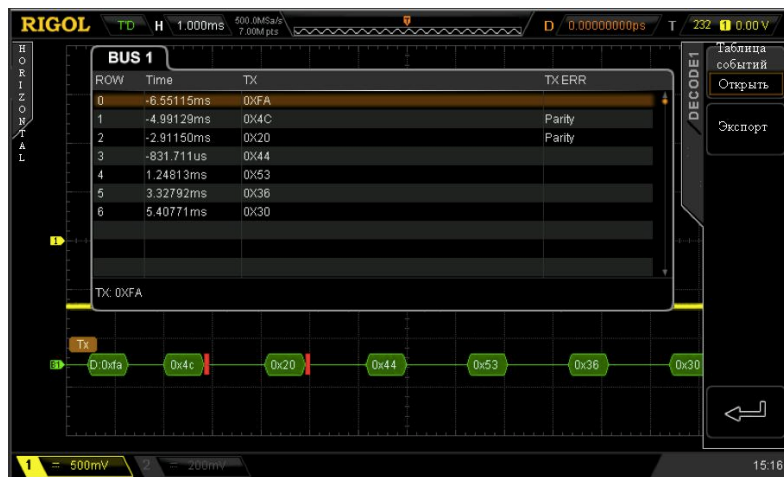 RIGOL T'D H 1.000ms 500.0MSa/s 7.00M pts D 0.00000000ps T 232 1 0.00 V
HORIZONTAL
BUS 1
ROW Time TX TX ERR
0 -6.55115ms 0XFA
1 -4.99129ms 0X4C Parity
2 -2.91150ms 0X20 Parity
3 -831.711us 0X44
4 1.24813ms 0X53
5 3.32792ms 0X36
6 5.40771ms 0X30
TX: 0XFA
DECODE1
Таблица
событий
Открыть
Экспорт
1
Tx
B1 D:0xfa 0x4c 0x20 0x44 0x53 0x36 0x30
1 = 500mV 2 = 200mV 15:16